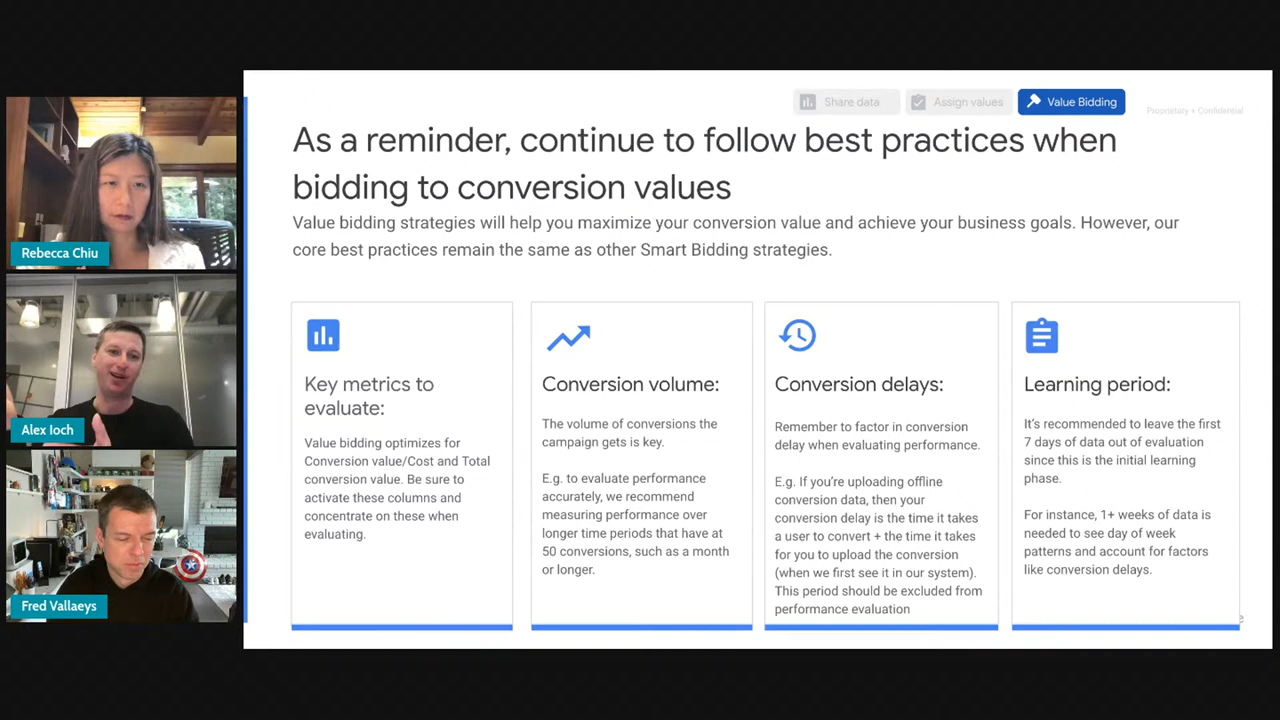 Share data
Assign values
Value Bidding
Proprietary + Confidential
As a reminder, continue to follow best practices when
bidding to conversion values
Value bidding strategies will help you maximize your conversion value and achieve your business goals. However, our
core best practices remain the same as other Smart Bidding strategies.
Rebecca Chiu
Alex Ioch
Fred Vallaeys
Key metrics to
evaluate:
Value bidding optimizes for
Conversion value/Cost and Total
conversion value. Be sure to
activate these columns and
concentrate on these when
evaluating.
Conversion volume:
The volume of conversions the
campaign gets is key.
E.g. to evaluate performance
accurately, we recommend
measuring performance over
longer time periods that have at
50 conversions, such as a month
or longer.
Conversion delays:
Remember to factor in conversion
delay when evaluating performance.
E.g. If you’re uploading offline
conversion data, then your
conversion delay is the time it takes
a user to convert + the time it takes
for you to upload the conversion
(when we first see it in our system).
This period should be excluded from
performance evaluation
Learning period:
It’s recommended to leave the first
7 days of data out of evaluation
since this is the initial learning
phase.
For instance, 1+ weeks of data is
needed to see day of week
patterns and account for factors
like conversion delays.